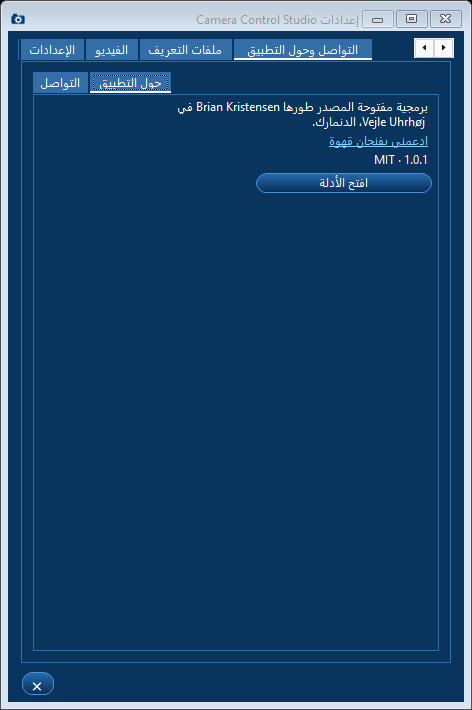 إعدادات Camera Control Studio
الإعدادات
الفيديو
ملفات التعريف
التواصل وحول التطبيق
التواصل
حول التطبيق
برمجية مفتوحة المصدر طورها Brian Kristensen في
Vejle Uhrhøj، الدنمارك.
ادعمني بفنجان قهوة
MIT · 1.0.1
افتح الأدلة